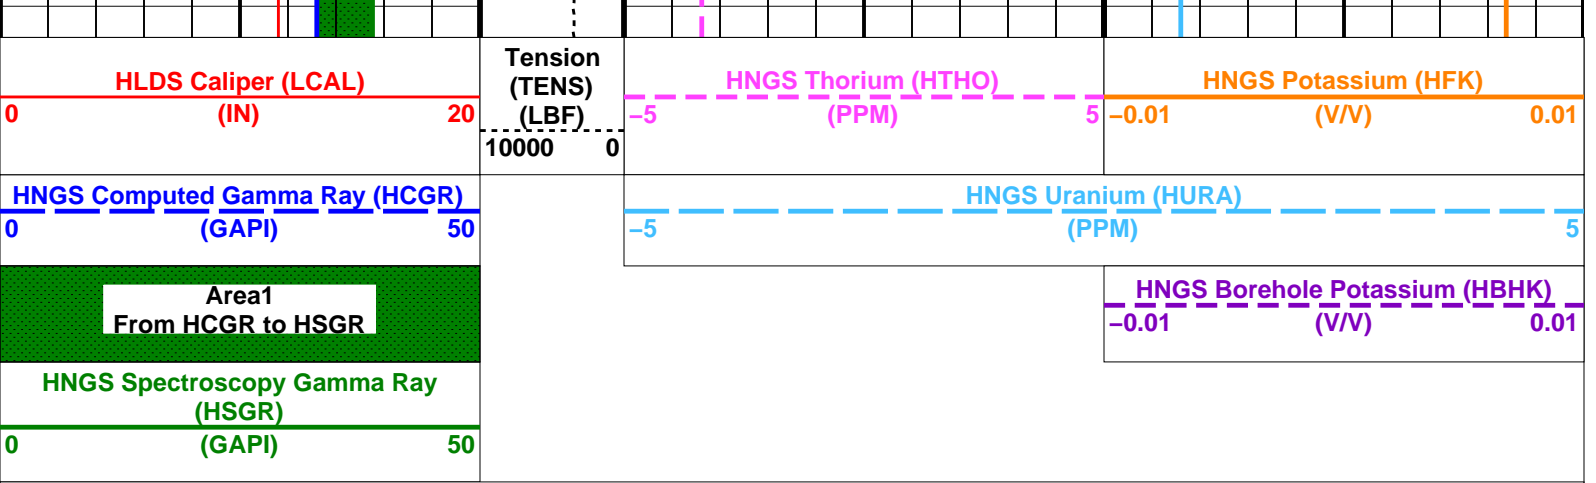 HLDS Caliper (LCAL)
0 (IN) 20
Tension
(TENS)
(LBF)
10000 0
HNGS Thorium (HTHO)
−5 (PPM) 5
HNGS Potassium (HFK)
−0.01 (V/V) 0.01
HNGS Computed Gamma Ray (HCGR)
0 (GAPI) 50
HNGS Uranium (HURA)
−5 (PPM) 5
Area1
From HCGR to HSGR
HNGS Borehole Potassium (HBHK)
−0.01 (V/V) 0.01
HNGS Spectroscopy Gamma Ray
(HSGR)
0 (GAPI) 50